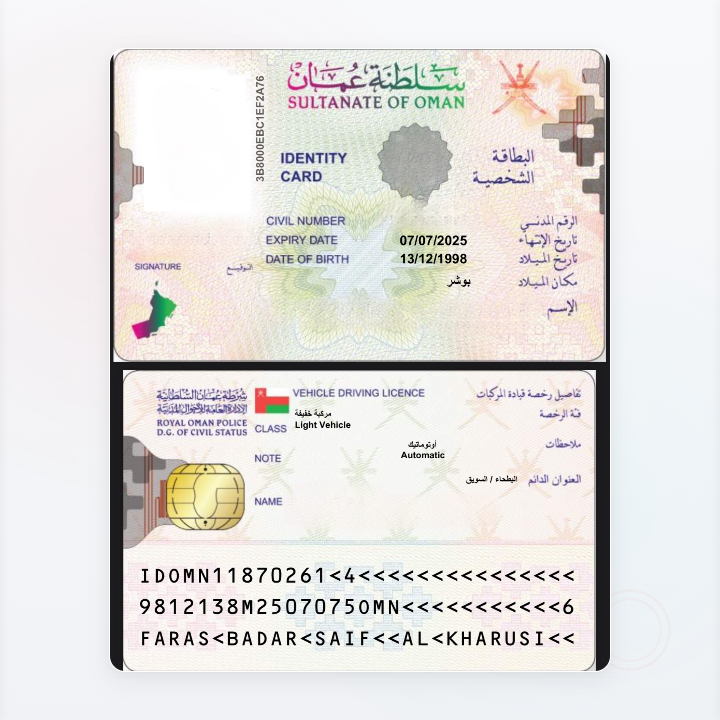 سلطنة عمان
SULTANATE OF OMAN
3B8000EBC1EF2A76
IDENTITY CARD
البطاقة الشخصية
CIVIL NUMBER الرقم المدني
EXPIRY DATE 07/07/2025 تاريخ الإنتهاء
DATE OF BIRTH 13/12/1998 تاريخ الميلاد
بوشر مكان الميلاد
الإسم
SIGNATURE التوقيع
شرطة عمان السلطانية
الإدارة العامة للأحوال المدنية
ROYAL OMAN POLICE
D.G. OF CIVIL STATUS
VEHICLE DRIVING LICENCE تفاصيل رخصة قيادة المركبات
مركبة خفيفة
CLASS Light Vehicle فئة الرخصة
أوتوماتيك
NOTE Automatic ملاحظات
البطحاء / السويق العنوان الدائم
NAME
IDOMN11870261<4<<<<<<<<<<<<<<<
9812138M2507075OMN<<<<<<<<<<<6
FARAS<BADAR<SAIF<<AL<KHARUSI<<